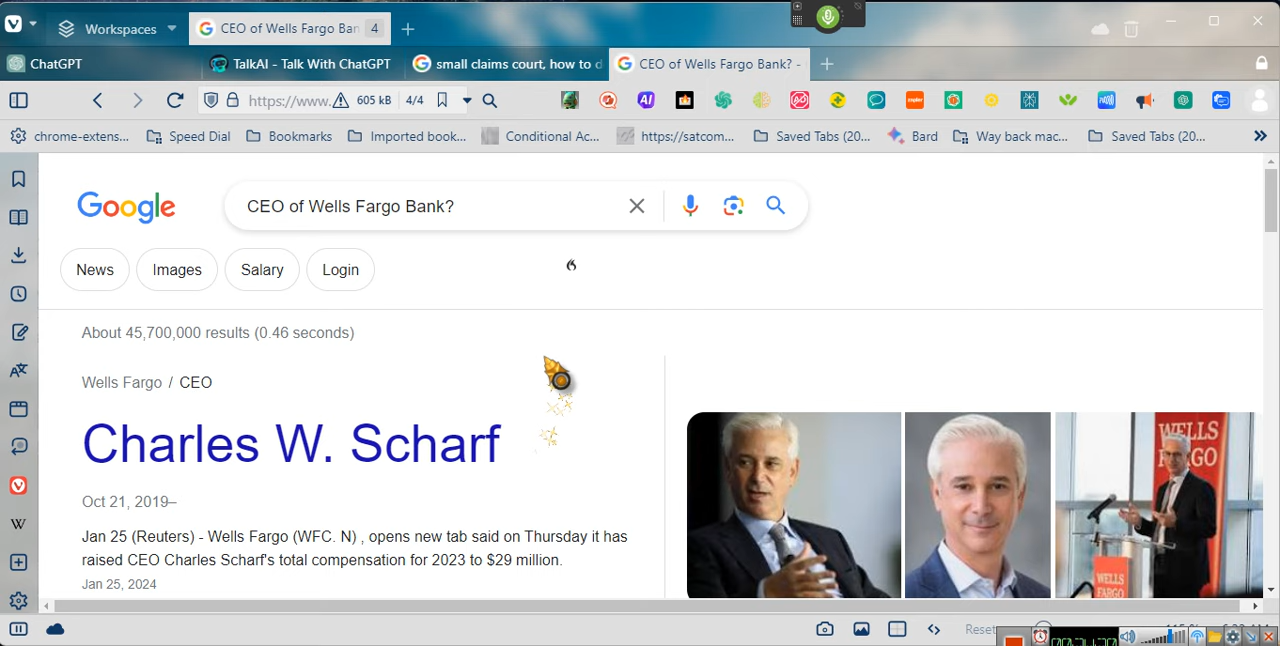 Workspaces
CEO of Wells Fargo Ban 4
ChatGPT
TalkAI - Talk With ChatGPT
small claims court, how to d
CEO of Wells Fargo Bank? -
https://www. 605 kB 4/4
chrome-extens...
Speed Dial
Bookmarks
Imported book...
Conditional Ac...
https://satcom...
Saved Tabs (20...
Bard
Way back mac...
Saved Tabs (20...
Google
CEO of Wells Fargo Bank?
News
Images
Salary
Login
About 45,700,000 results (0.46 seconds)
Wells Fargo / CEO
Charles W. Scharf
Oct 21, 2019–
Jan 25 (Reuters) - Wells Fargo (WFC. N) , opens new tab said on Thursday it has
raised CEO Charles Scharf's total compensation for 2023 to $29 million.
Jan 25, 2024
WELLS
FARGO
WELLS
FARGO
Reset